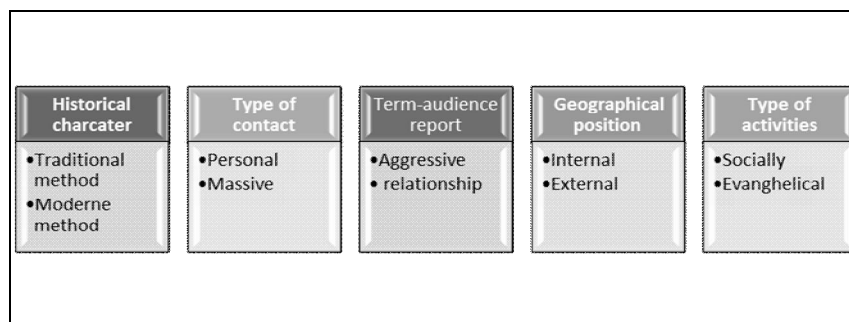 Historical
charcater
•Traditional
method
•Moderne
method
Type of
contact
•Personal
•Massive
Term-audience
report
•Aggressive
• relationship
Geographical
position
•Internal
•External
Type of
activities
•Socially
•Evanghelical